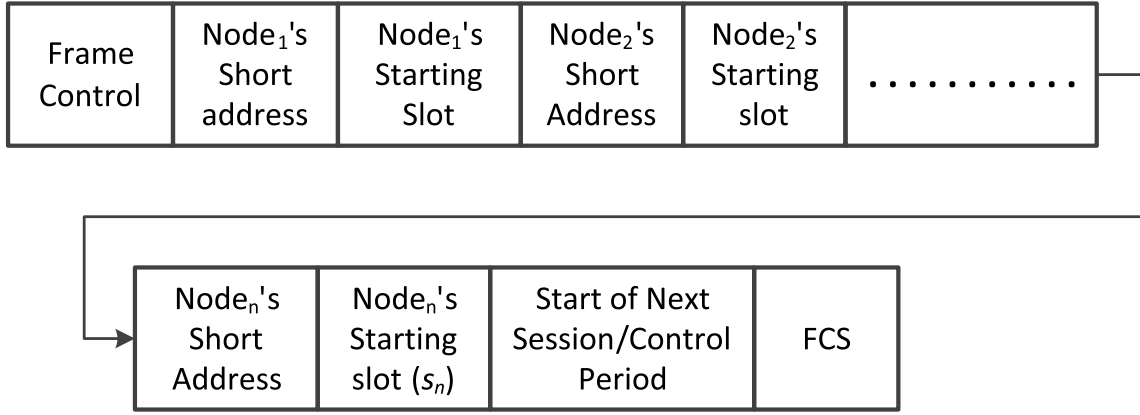 Frame
Control
Node₁'s
Short
address
Node₁'s
Starting
Slot
Node₂'s
Short
Address
Node₂'s
Starting
slot
...........
Nodeₙ's
Short
Address
Nodeₙ's
Starting
slot (sₙ)
Start of Next
Session/Control
Period
FCS